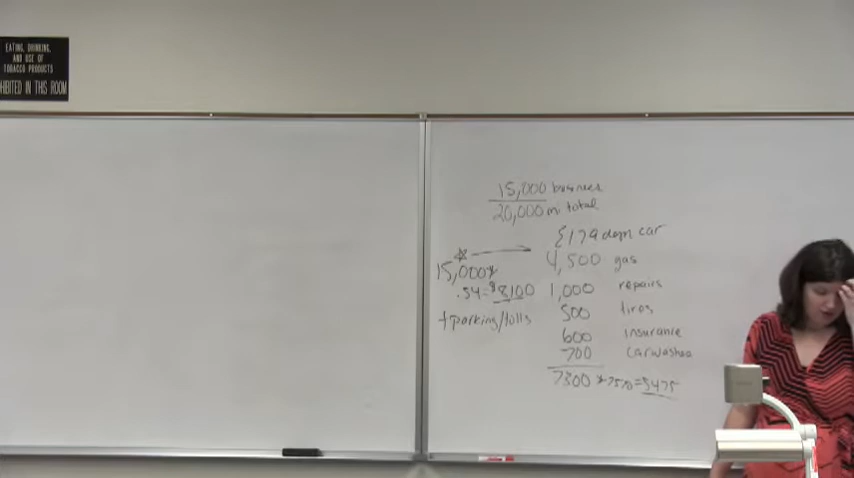 EATING, DRINKING,
AND USE OF
TOBACCO PRODUCTS
HIBITED IN THIS ROOM
15,000 business
20,000 m total
§179 depn car
4,500 gas
1,000 repairs
500 tires
600 insurance
700 carwashes
7300 * 75% = 5475
15,000 *
.54 = $8100
+ parking/tolls